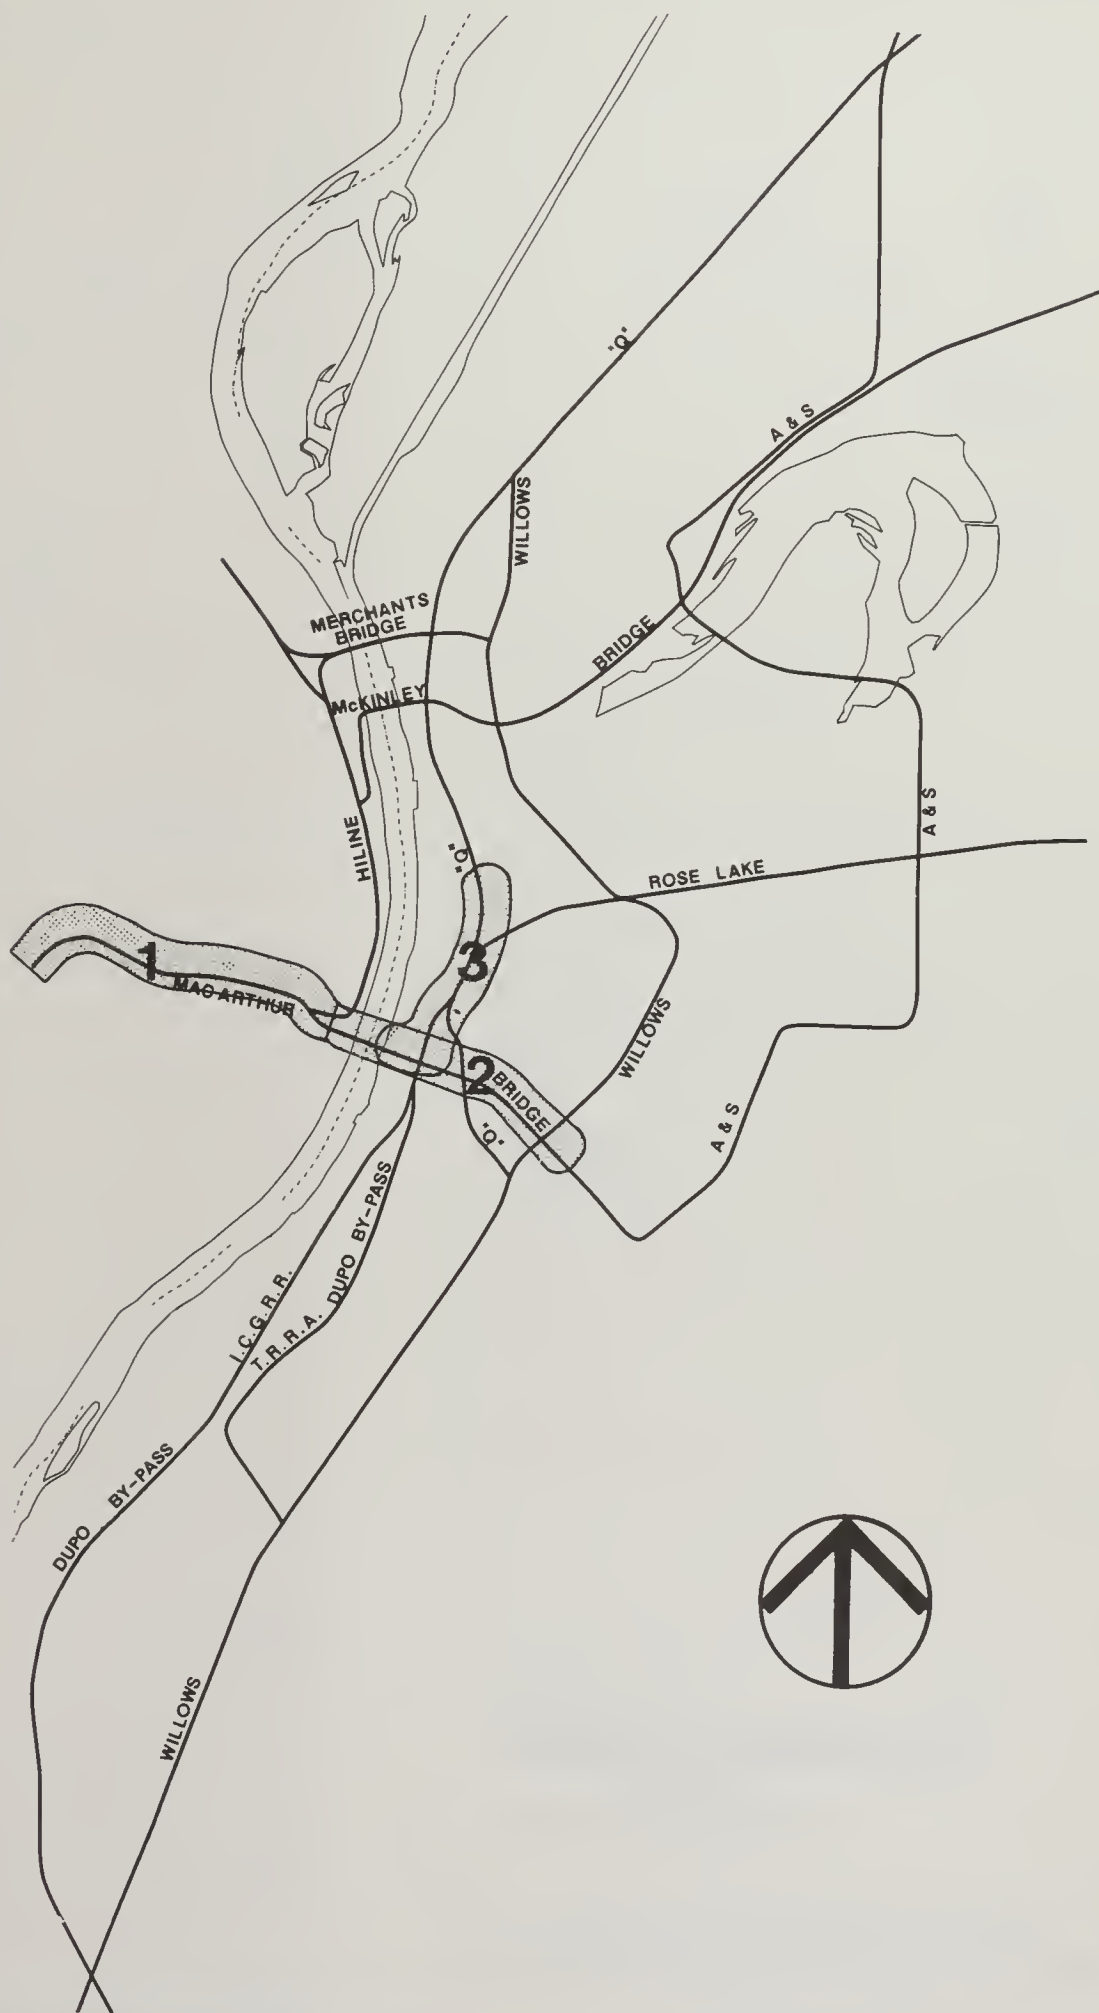 "Q"
A & S
WILLOWS
MERCHANTS
BRIDGE
BRIDGE
McKINLEY
HILINE
"Q"
A & S
ROSE LAKE
1
3
MAC ARTHUR
WILLOWS
2
BRIDGE
"Q"
A & S
DUPO BY-PASS
I.C.G.R.R.
T.R.R.A.
DUPO BY-PASS
WILLOWS